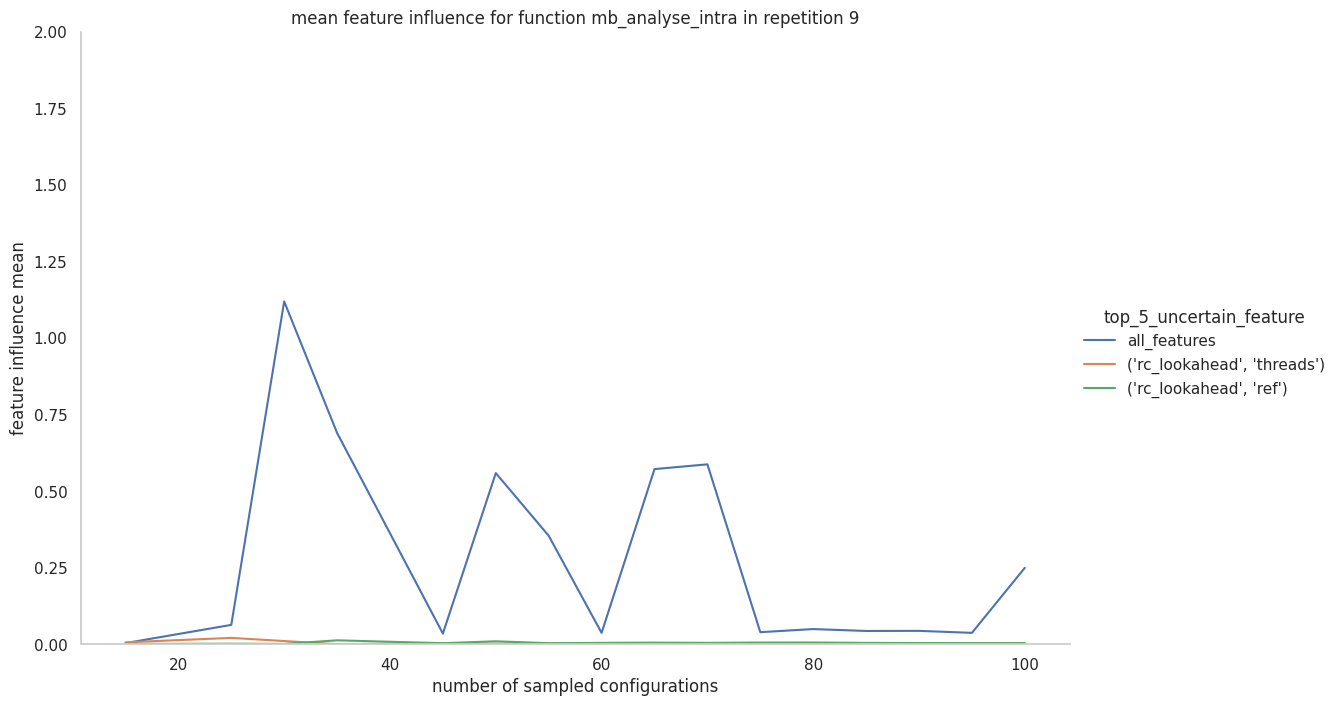 mean feature influence for function mb_analyse_intra in repetition 9
2.00
1.75
1.50
1.25
1.00
0.75
0.50
0.25
0.00
feature influence mean
20 40 60 80 100
number of sampled configurations
top_5_uncertain_feature
all_features
('rc_lookahead', 'threads')
('rc_lookahead', 'ref')